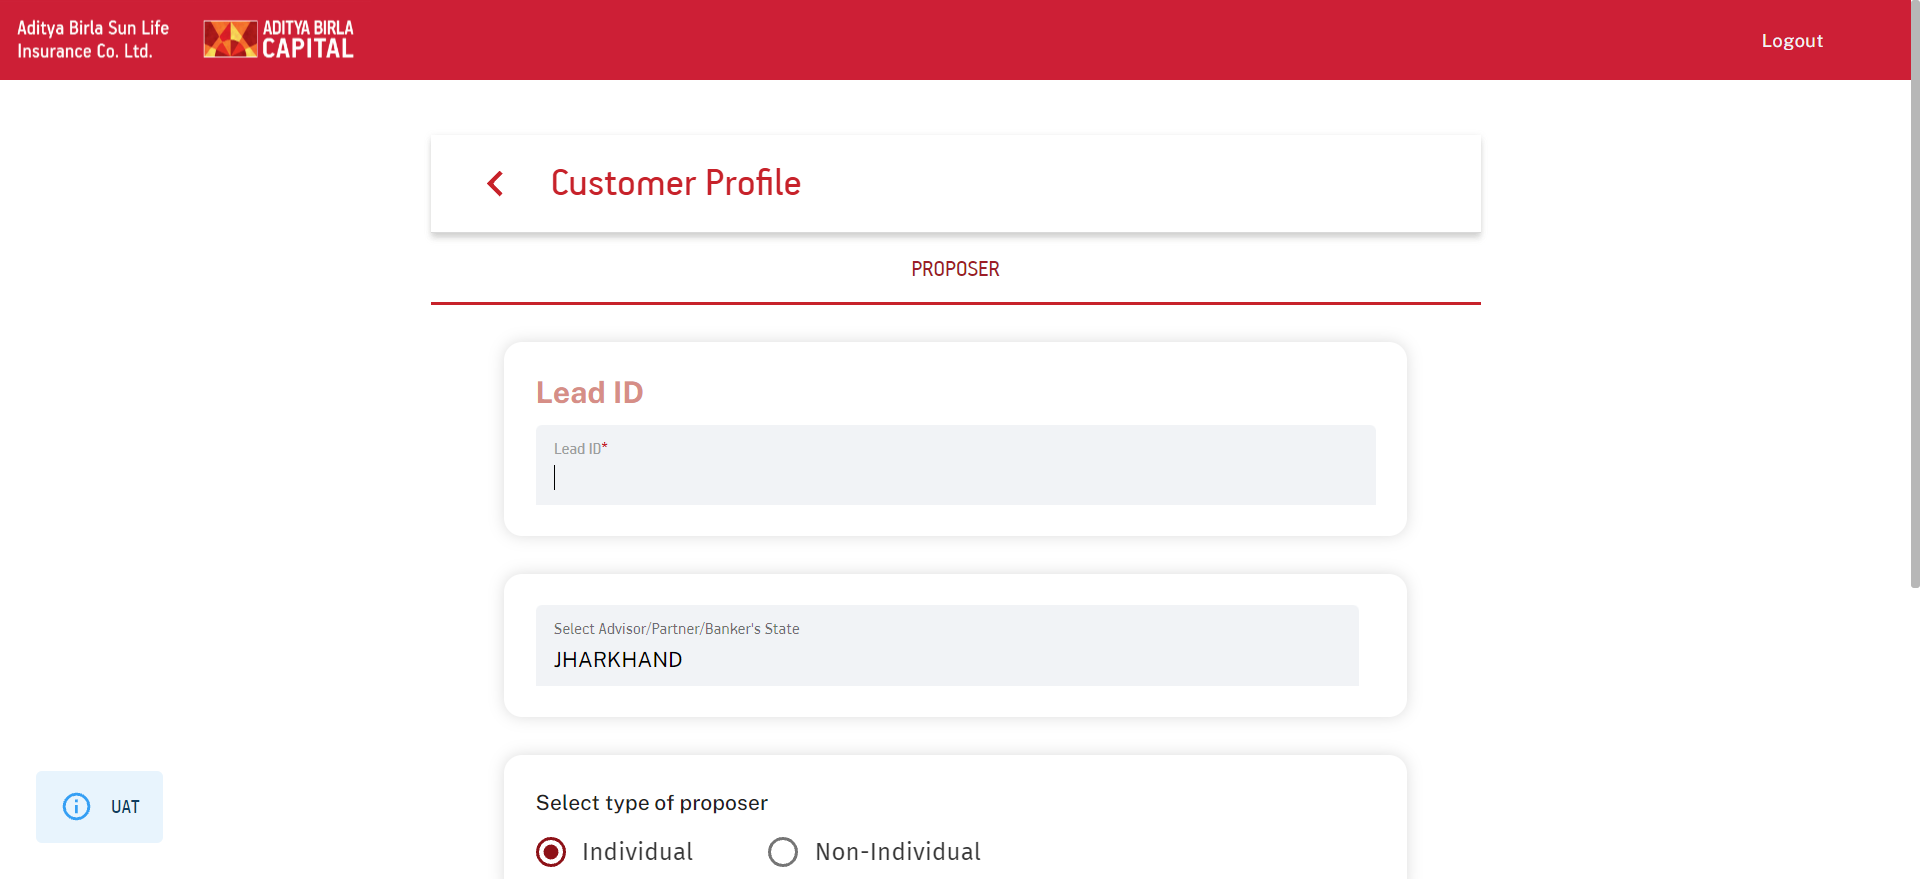 Aditya Birla Sun Life
Insurance Co. Ltd.
ADITYA BIRLA
CAPITAL
Logout
Customer Profile
PROPOSER
Lead ID
Lead ID*
Select Advisor/Partner/Banker's State
JHARKHAND
Select type of proposer
Individual
Non-Individual
UAT